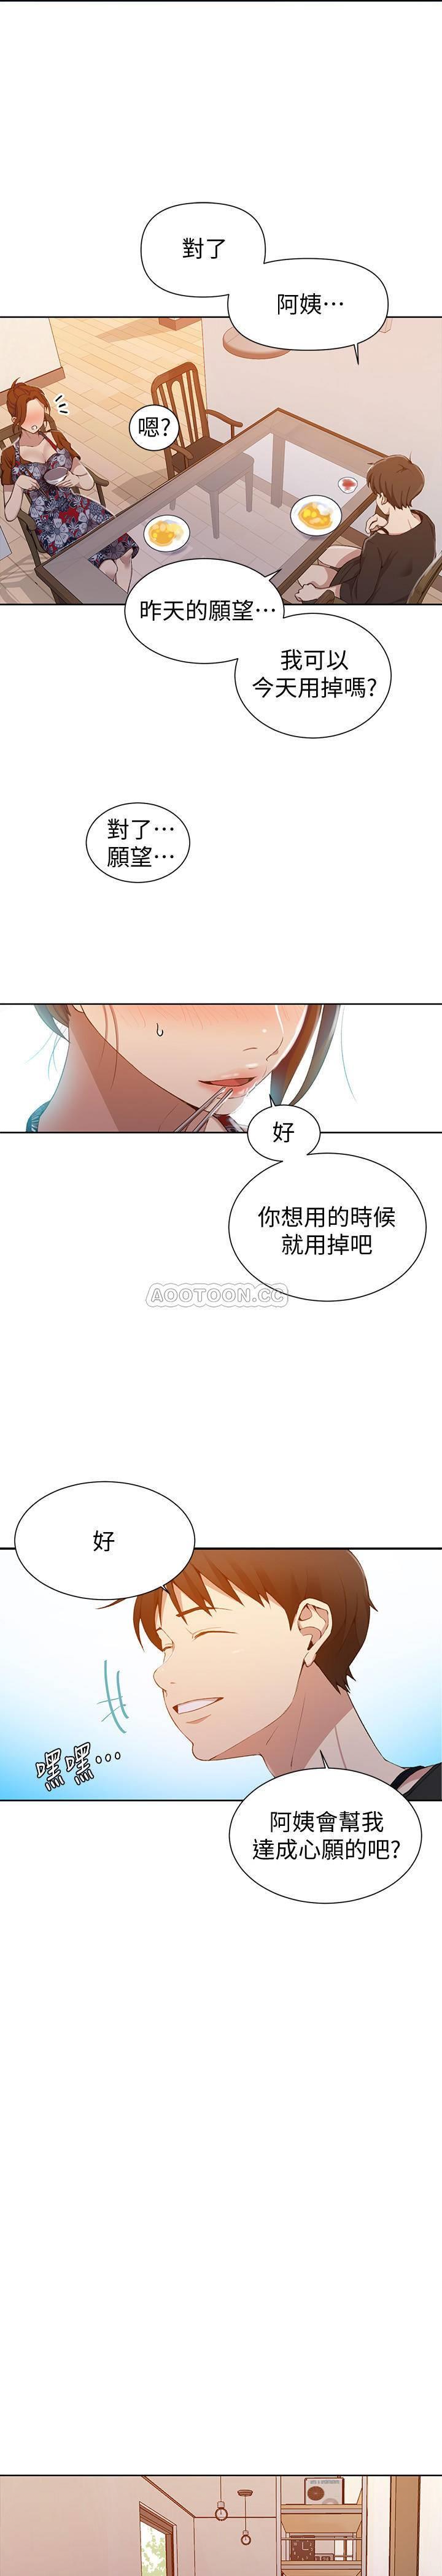 對了
阿姨…
嗯?
昨天的願望…
我可以
今天用掉嗎?
對了…
願望…
好
你想用的時候
就用掉吧
AOOTOON.CC
好
嘿嘿…
阿姨會幫我
達成心願的吧?